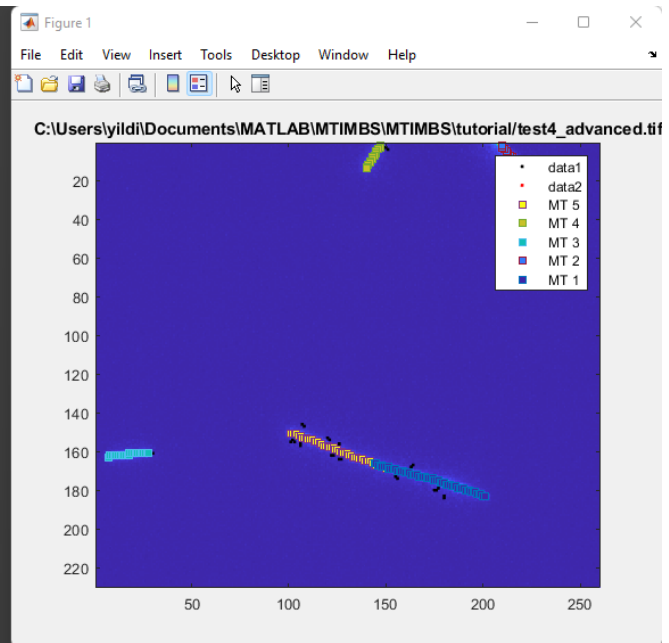 Figure 1
File Edit View Insert Tools Desktop Window Help
C:\Users\yildi\Documents\MATLAB\MTIMBS\MTIMBS\tutorial/test4_advanced.tif
data1
data2
MT 5
MT 4
MT 3
MT 2
MT 1
20
40
60
80
100
120
140
160
180
200
220
50 100 150 200 250